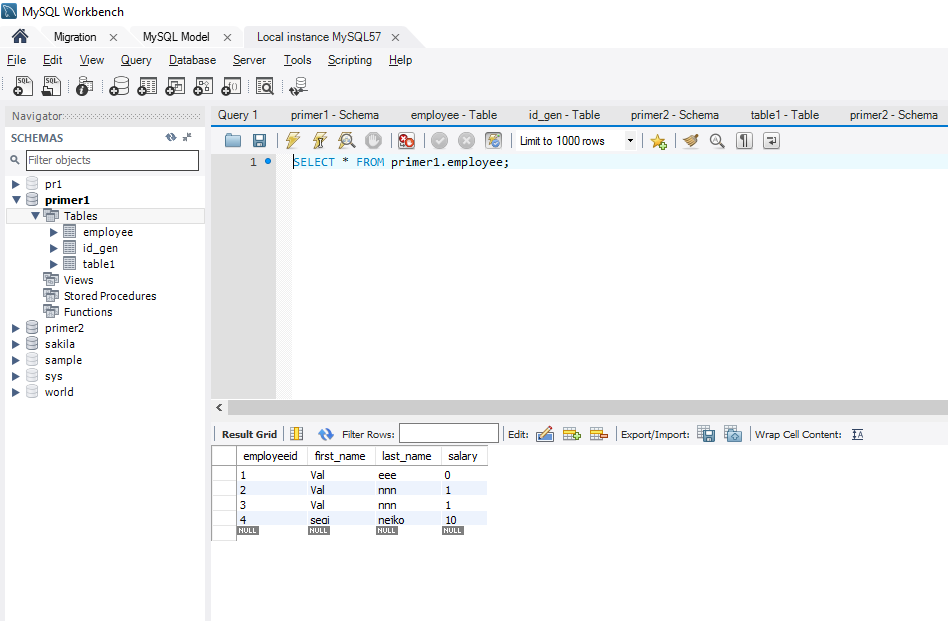 MySQL Workbench
Migration MySQL Model Local instance MySQL57
File Edit View Query Database Server Tools Scripting Help
SQL SQL
Navigator
SCHEMAS
Filter objects
pr1
primer1
Tables
employee
id_gen
table1
Views
Stored Procedures
Functions
primer2
sakila
sample
sys
world
Query 1 primer1 - Schema employee - Table id_gen - Table primer2 - Schema table1 - Table primer2 - Schema
Limit to 1000 rows
1 SELECT * FROM primer1.employee;
Result Grid Filter Rows: Edit: Export/Import: Wrap Cell Content:
employeeid first_name last_name salary
1 Val eee 0
2 Val nnn 1
3 Val nnn 1
4 segi nejko 10
NULL NULL NULL NULL